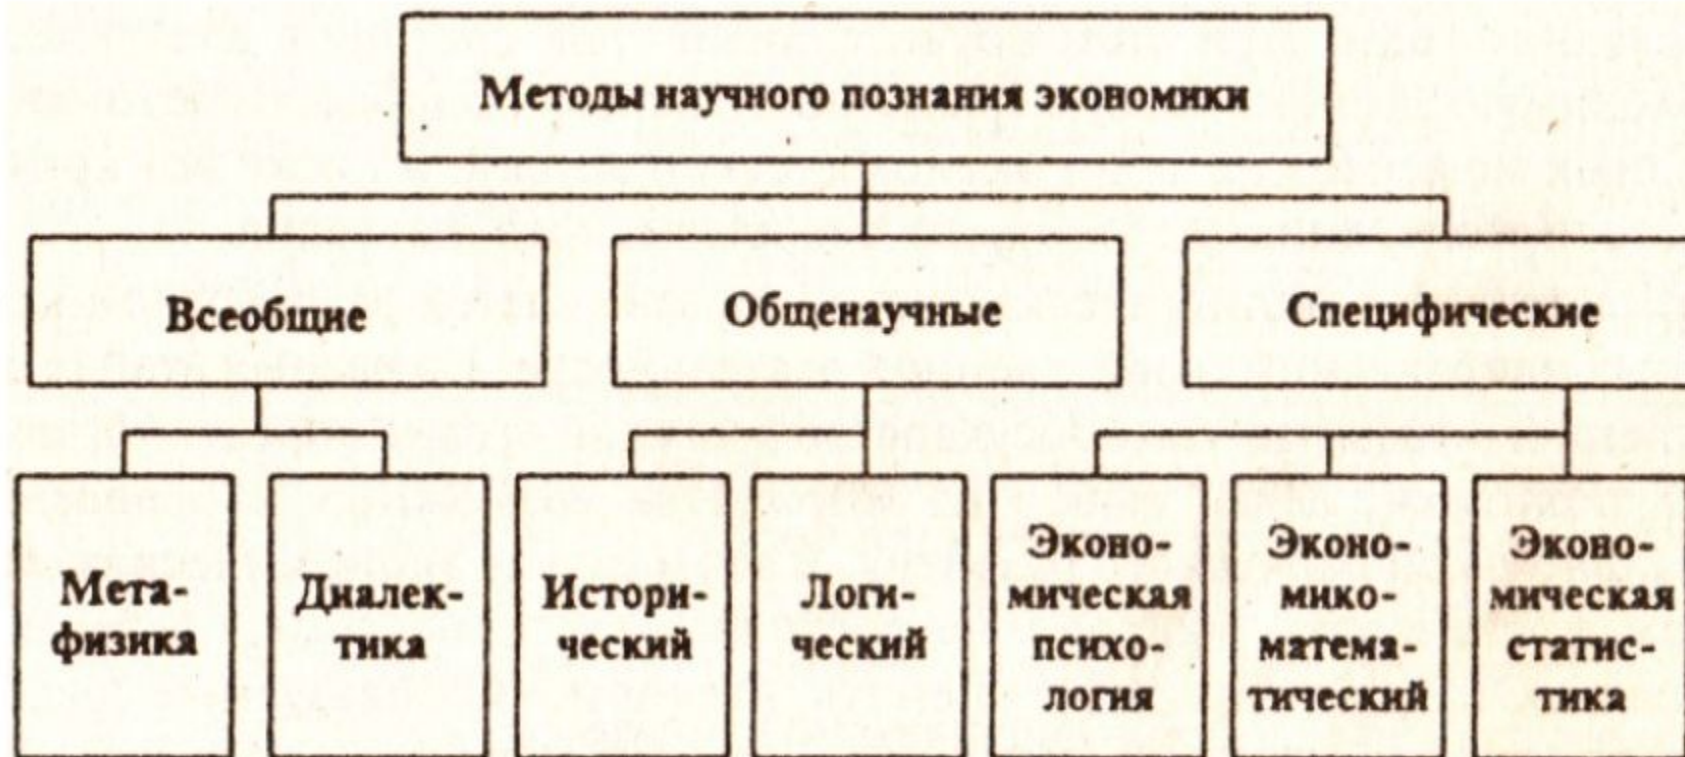 Методы научного познания экономики
Всеобщие
Общенаучные
Специфические
Мета-
физика
Диалек-
тика
Истори-
ческий
Логи-
ческий
Эконо-
мическая
психо-
логия
Эконо-
мико-
матема-
тический
Эконо-
мическая
статис-
тика